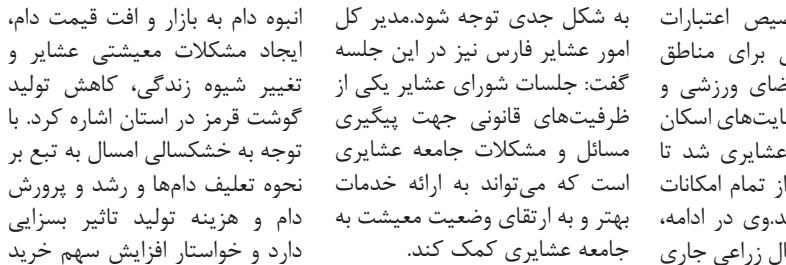 صیص اعتبارات
برای مناطق
ضای ورزشی و
ایت‌های اسکان
عشایری شد تا
از تمام امکانات
د.وی در ادامه،
ال زراعی جاری
به شکل جدی توجه شود.مدیر کل
امور عشایر فارس نیز در این جلسه
گفت: جلسات شورای عشایر یکی از
ظرفیت‌های قانونی جهت پیگیری
مسائل و مشکلات جامعه عشایری
است که می‌تواند به ارائه خدمات
بهتر و به ارتقای وضعیت معیشت به
جامعه عشایری کمک کند.
انبوه دام به بازار و افت قیمت دام،
ایجاد مشکلات معیشتی عشایر و
تغییر شیوه زندگی، کاهش تولید
گوشت قرمز در استان اشاره کرد. با
توجه به خشکسالی امسال به تبع بر
نحوه تعلیف دام‌ها و رشد و پرورش
دام و هزینه تولید تاثیر بسزایی
دارد و خواستار افزایش سهم خرید